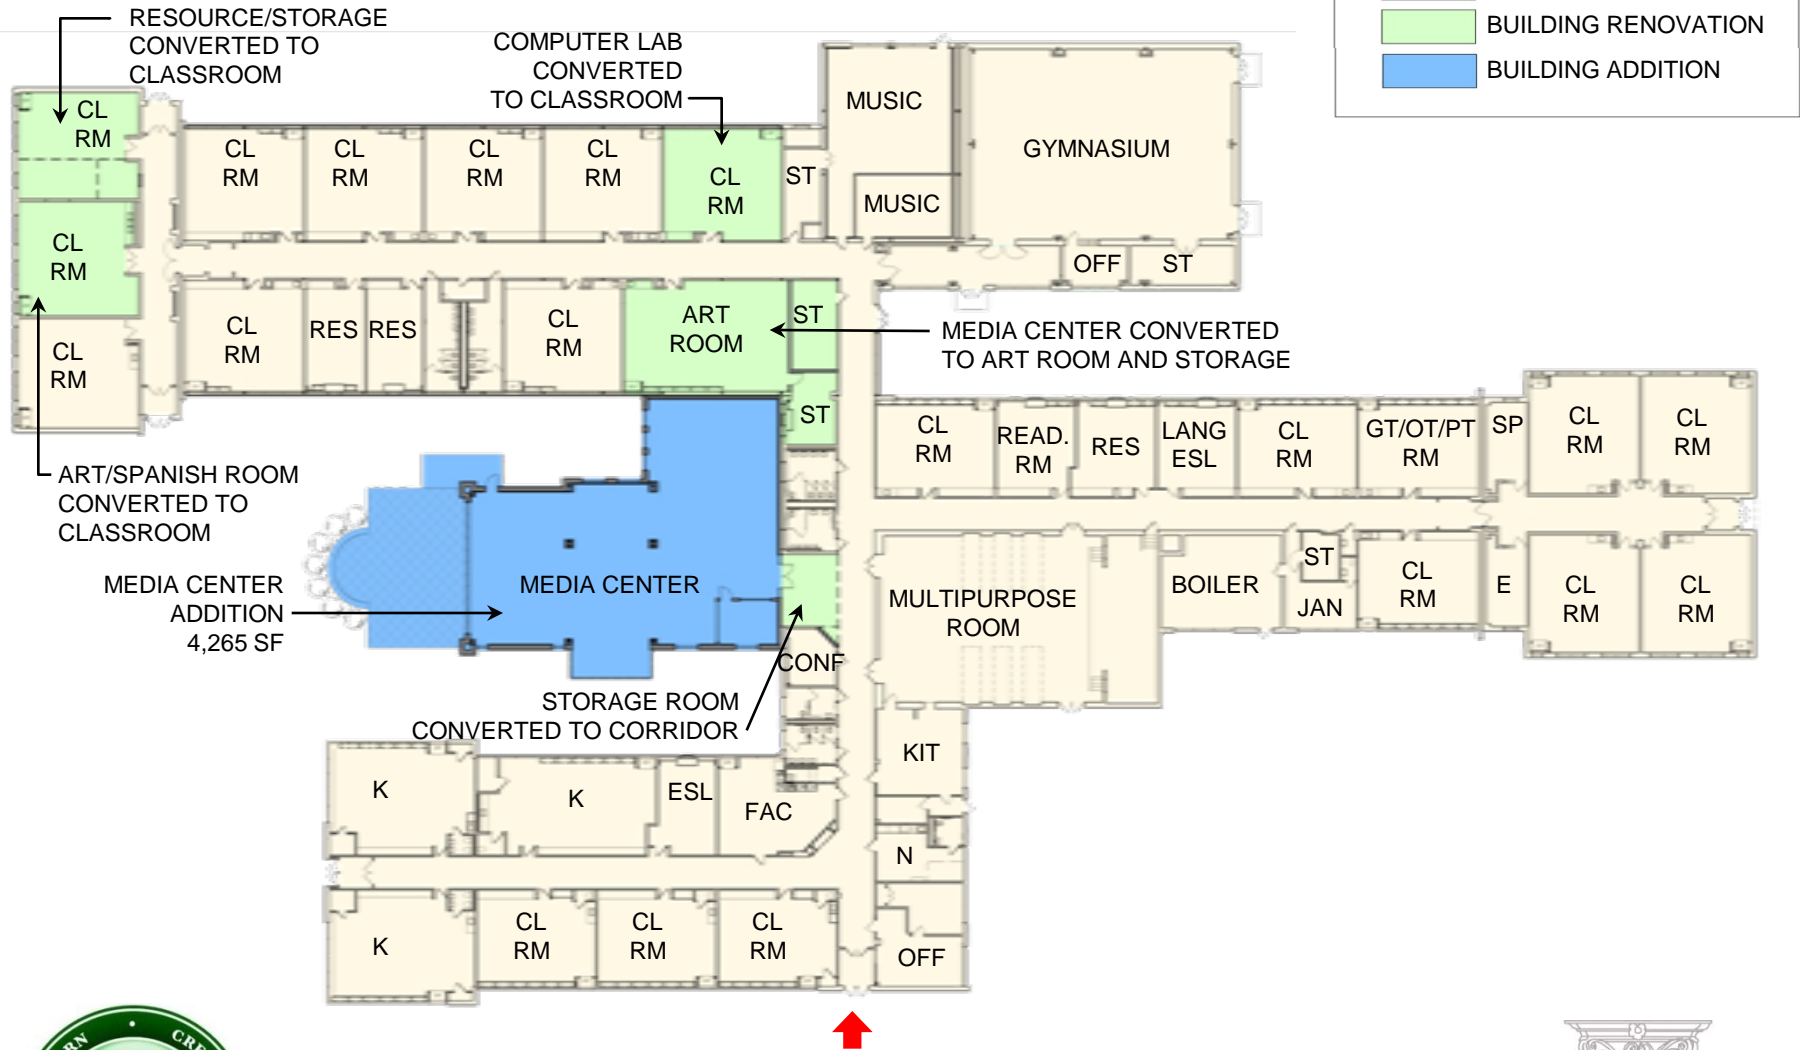 RESOURCE/STORAGE
CONVERTED TO
CLASSROOM
COMPUTER LAB
CONVERTED
TO CLASSROOM
BUILDING RENOVATION
BUILDING ADDITION
CL
RM
CL
RM
CL
RM
CL
RM
CL
RM
CL
RM
ST
MUSIC
MUSIC
GYMNASIUM
CL
RM
OFF
ST
CL
RM
RES
RES
CL
RM
ART
ROOM
ST
MEDIA CENTER CONVERTED
TO ART ROOM AND STORAGE
CL
RM
ST
CL
RM
READ.
RM
RES
LANG
ESL
CL
RM
GT/OT/PT
RM
SP
CL
RM
CL
RM
ART/SPANISH ROOM
CONVERTED TO
CLASSROOM
MEDIA CENTER
ADDITION
4,265 SF
MEDIA CENTER
MULTIPURPOSE
ROOM
BOILER
ST
JAN
CL
RM
E
CL
RM
CL
RM
CONF
STORAGE ROOM
CONVERTED TO CORRIDOR
KIT
K
K
ESL
FAC
N
K
CL
RM
CL
RM
CL
RM
OFF